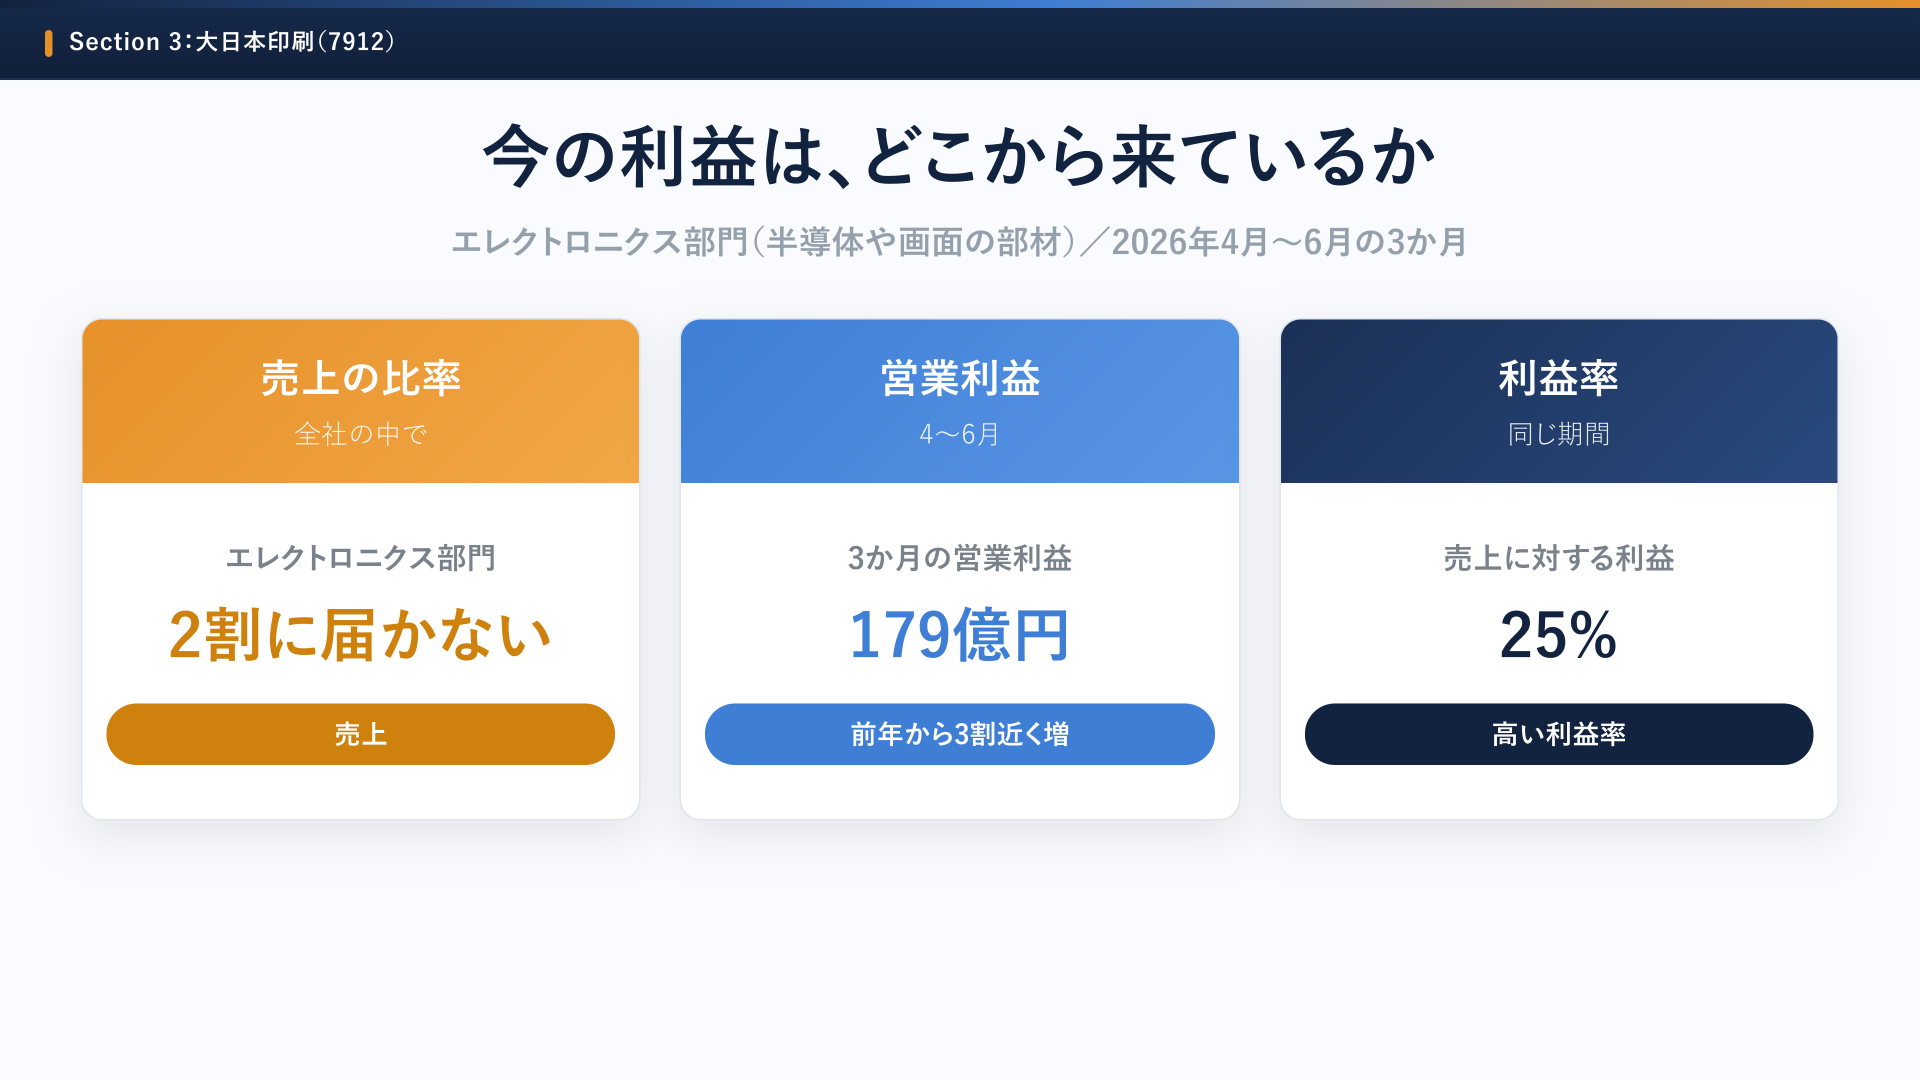 Section 3：大日本印刷（7912）
今の利益は、どこから来ているか
エレクトロニクス部門（半導体や画面の部材）／2026年4月〜6月の3か月
売上の比率
全社の中で
エレクトロニクス部門
2割に届かない
売上
営業利益
4〜6月
3か月の営業利益
179億円
前年から3割近く増
利益率
同じ期間
売上に対する利益
25%
高い利益率